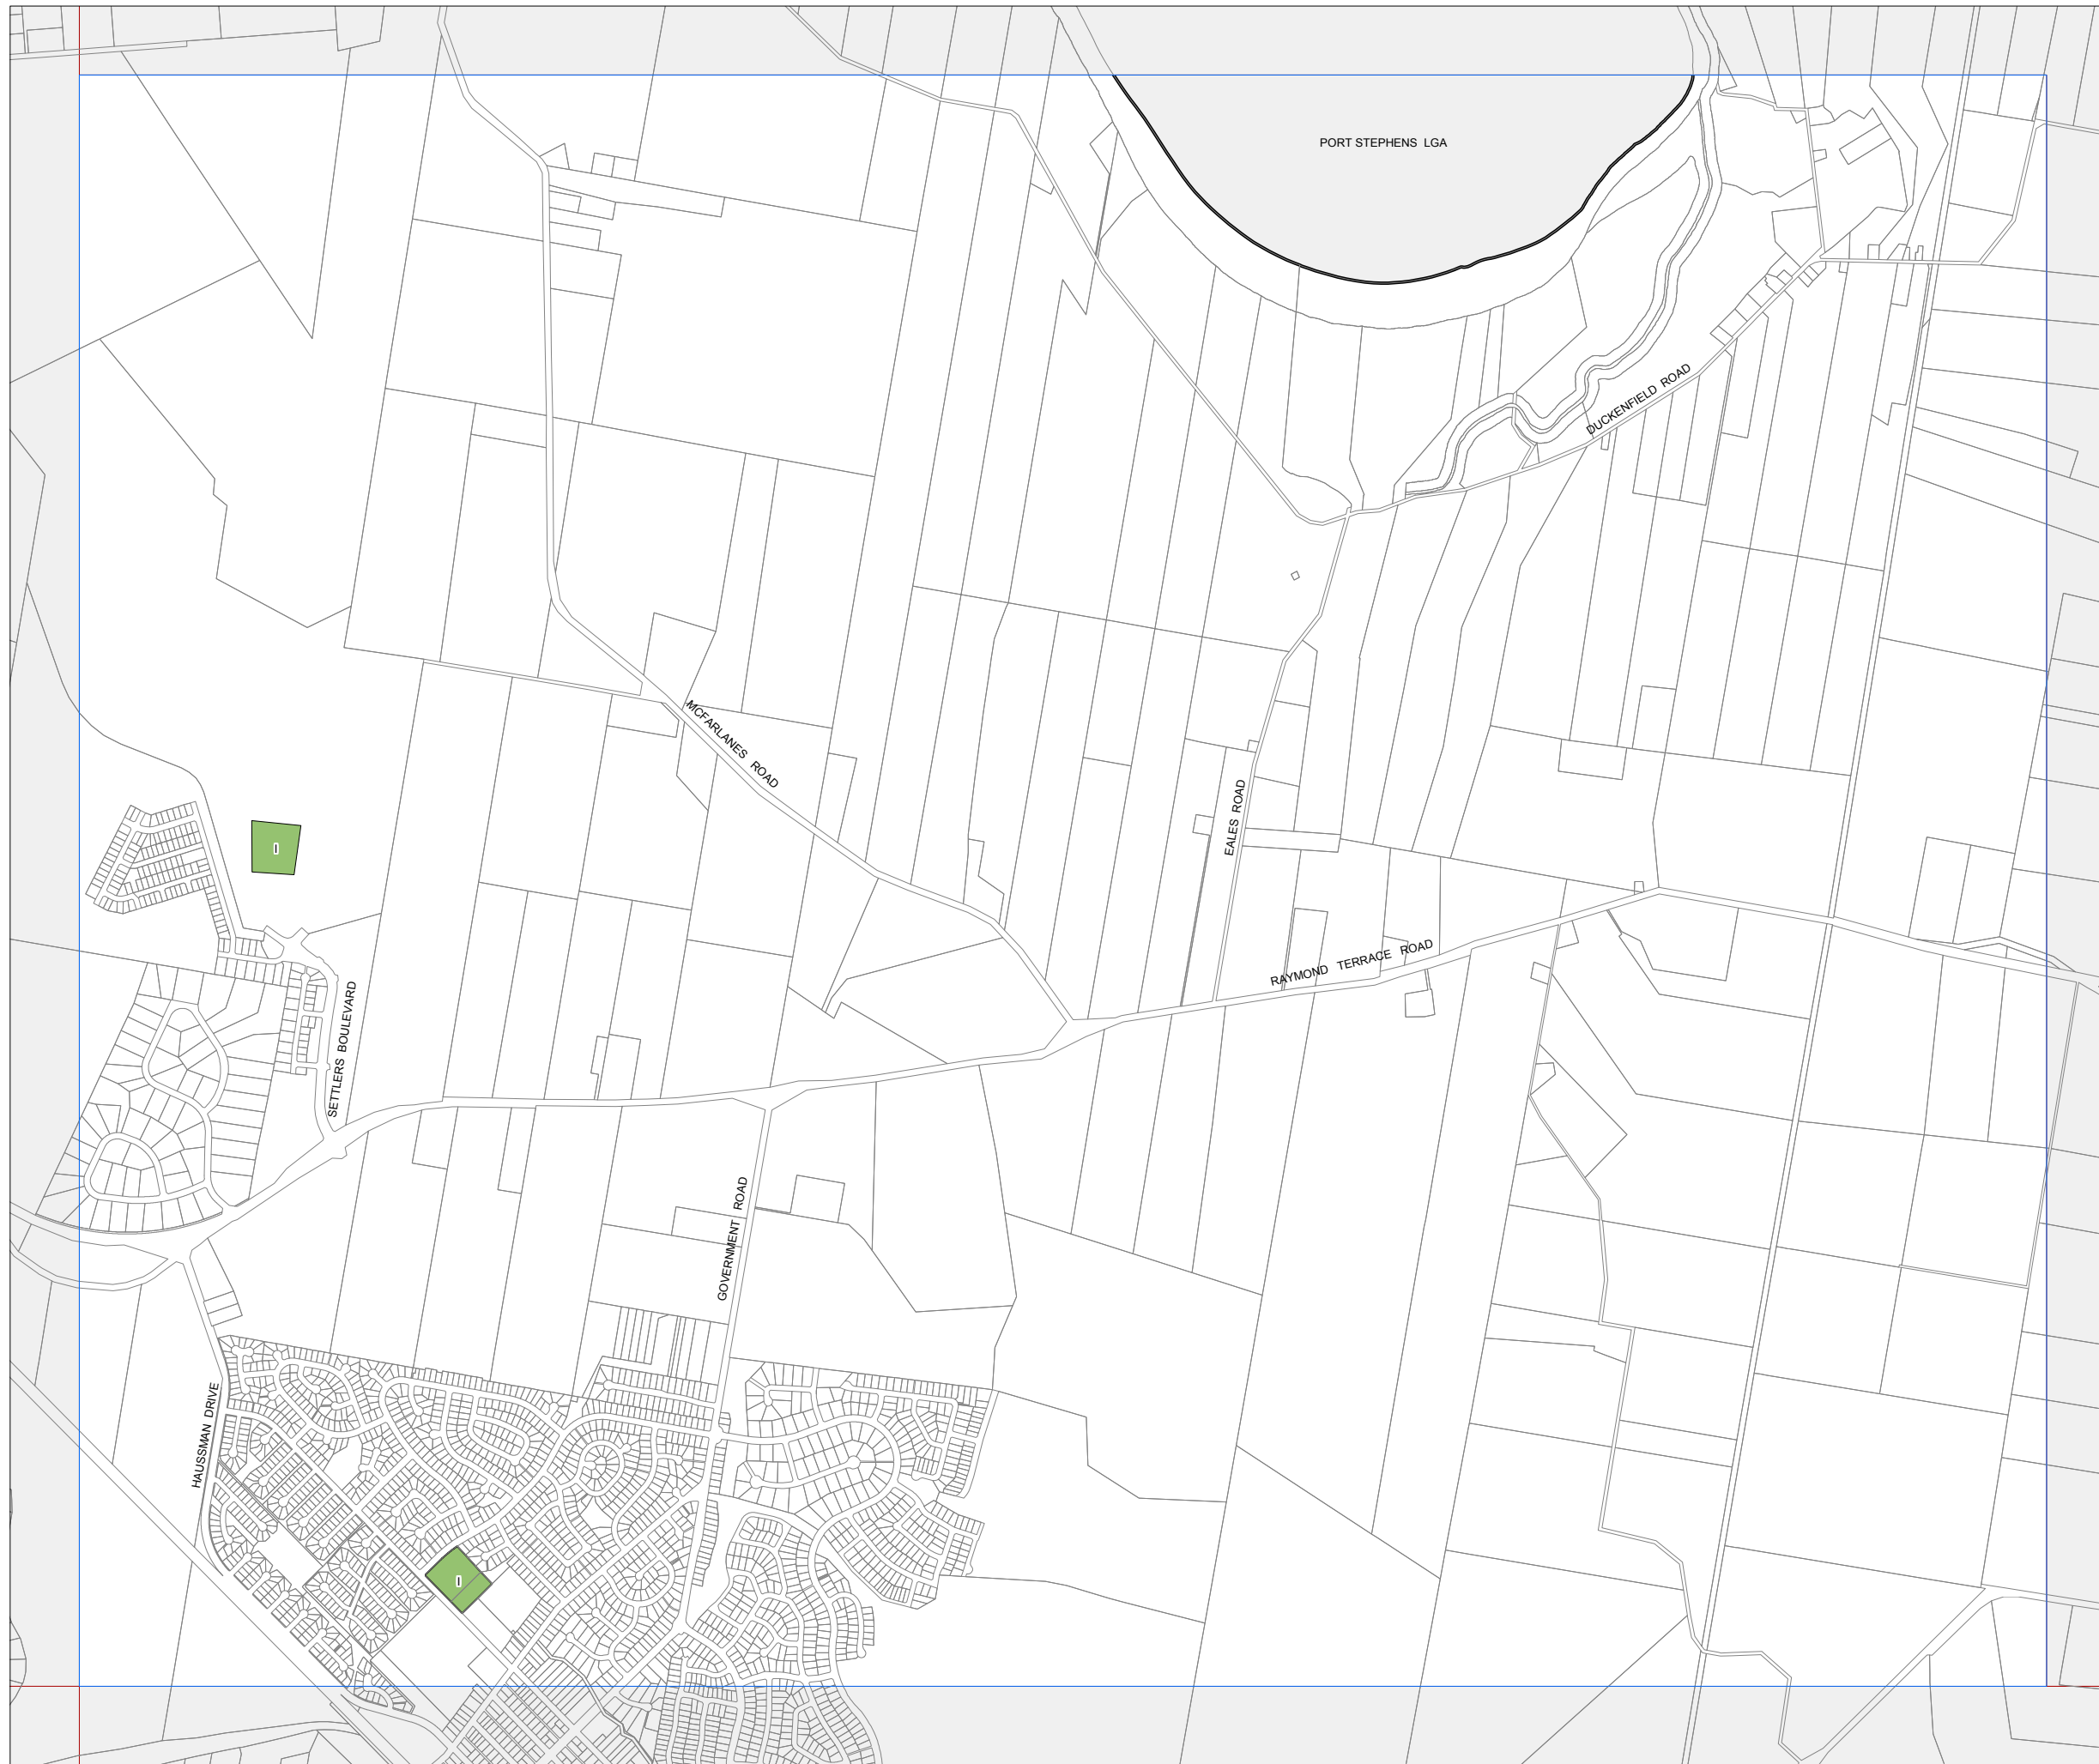 PORT STEPHENS LGA
DUCKENFIELD ROAD
MCFARLANES ROAD
EALES ROAD
I
RAYMOND TERRACE ROAD
SETTLERS BOULEVARD
GOVERNMENT ROAD
HAUSSMAN DRIVE
I